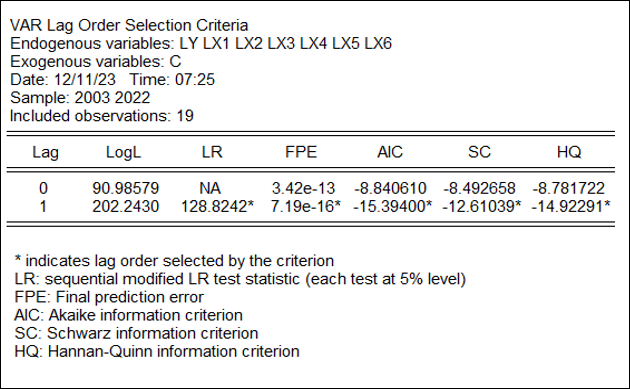 VAR Lag Order Selection Criteria
Endogenous variables: LY LX1 LX2 LX3 LX4 LX5 LX6
Exogenous variables: C
Date: 12/11/23 Time: 07:25
Sample: 2003 2022
Included observations: 19
Lag LogL LR FPE AIC SC HQ
0 90.98579 NA 3.42e-13 -8.840610 -8.492658 -8.781722
1 202.2430 128.8242* 7.19e-16* -15.39400* -12.61039* -14.92291*
* indicates lag order selected by the criterion
LR: sequential modified LR test statistic (each test at 5% level)
FPE: Final prediction error
AIC: Akaike information criterion
SC: Schwarz information criterion
HQ: Hannan-Quinn information criterion